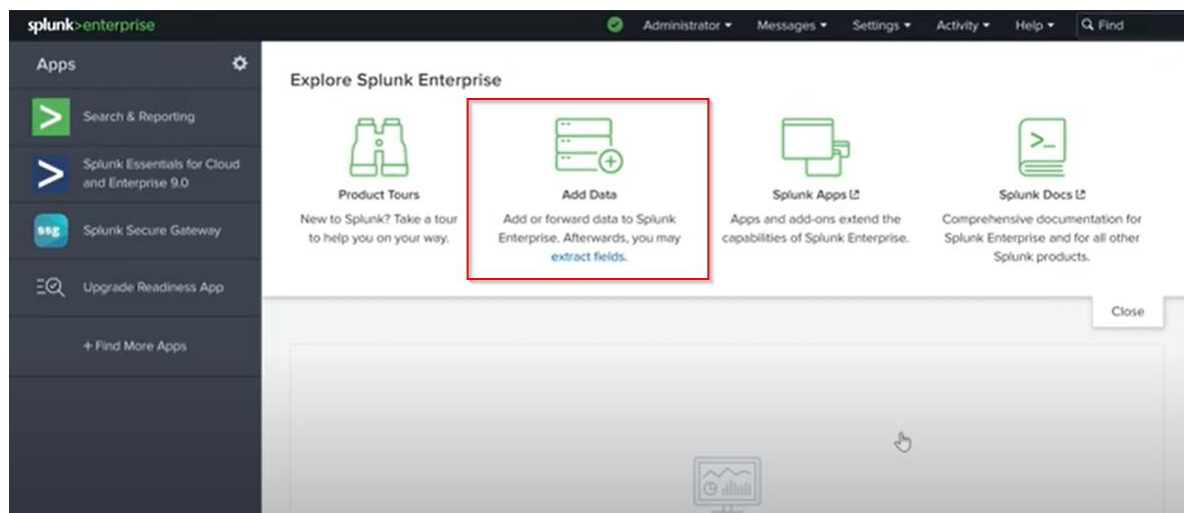 splunk>enterprise
Administrator
Messages
Settings
Activity
Help
Find
Apps
Search & Reporting
Splunk Essentials for Cloud
and Enterprise 9.0
ssg
Splunk Secure Gateway
Upgrade Readiness App
+ Find More Apps
Explore Splunk Enterprise
Product Tours
New to Splunk? Take a tour
to help you on your way.
Add Data
Add or forward data to Splunk
Enterprise. Afterwards, you may
extract fields.
Splunk Apps
Apps and add-ons extend the
capabilities of Splunk Enterprise.
Splunk Docs
Comprehensive documentation for
Splunk Enterprise and for all other
Splunk products.
Close